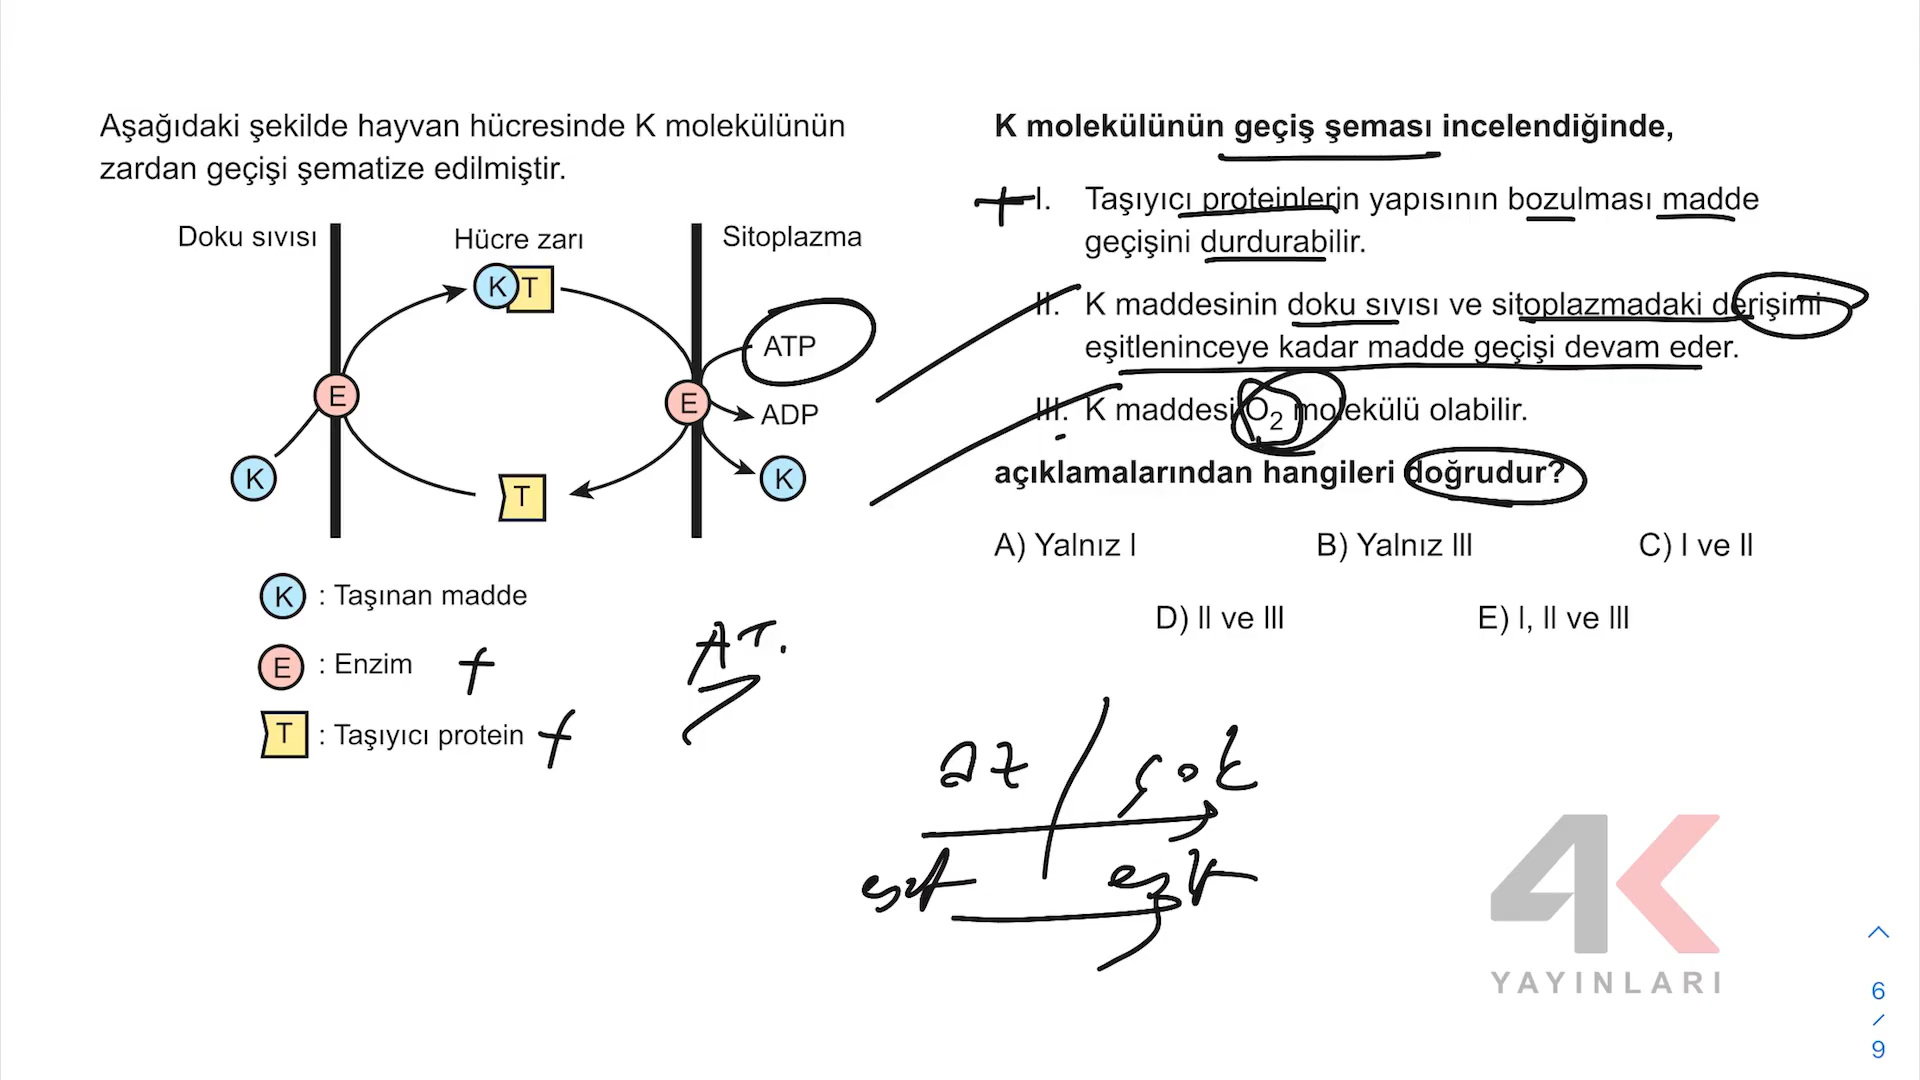 Aşağıdaki şekilde hayvan hücresinde K molekülünün
zardan geçişi şematize edilmiştir.
Doku sıvısı
Hücre zarı
Sitoplazma
K T
ATP
E
E
ADP
K
T
K
K : Taşınan madde
E : Enzim
T : Taşıyıcı protein
A.T.
K molekülünün geçiş şeması incelendiğinde,
I. Taşıyıcı proteinlerin yapısının bozulması madde
geçişini durdurabilir.
II. K maddesinin doku sıvısı ve sitoplazmadaki derişimi
eşitleninceye kadar madde geçişi devam eder.
III. K maddesi O2 molekülü olabilir.
açıklamalarından hangileri doğrudur?
A) Yalnız I
B) Yalnız III
C) I ve II
D) II ve III
E) I, II ve III
az
çok
4K
YAYINLARI
6
/
9